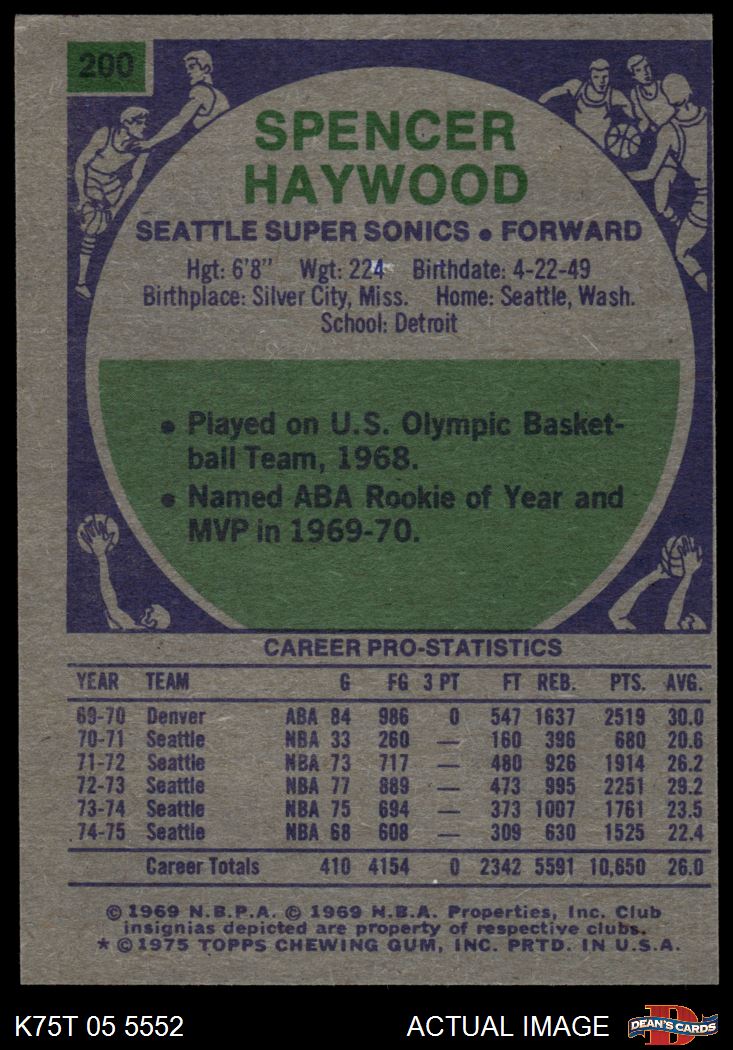 200
SPENCER
HAYWOOD
SEATTLE SUPER SONICS • FORWARD
Hgt: 6'8" Wgt: 224 Birthdate: 4-22-49
Birthplace: Silver City, Miss. Home: Seattle, Wash.
School: Detroit
• Played on U.S. Olympic Basket-
ball Team, 1968.
• Named ABA Rookie of Year and
MVP in 1969-70.
CAREER PRO-STATISTICS
YEAR TEAM G FG 3 PT FT REB. PTS. AVG.
69-70 Denver ABA 84 986 0 547 1637 2519 30.0
70-71 Seattle NBA 33 260 — 160 396 680 20.6
71-72 Seattle NBA 73 717 — 480 926 1914 26.2
72-73 Seattle NBA 77 889 — 473 995 2251 29.2
73-74 Seattle NBA 75 694 — 373 1007 1761 23.5
74-75 Seattle NBA 68 608 — 309 630 1525 22.4
Career Totals 410 4154 0 2342 5591 10,650 26.0
© 1969 N.B.P.A. © 1969 N.B.A. Properties, Inc. Club
insignias depicted are property of respective clubs.
* © 1975 TOPPS CHEWING GUM, INC. PRTD. IN U.S.A.
K75T 05 5552 ACTUAL IMAGE
D
DEAN'S CARDS